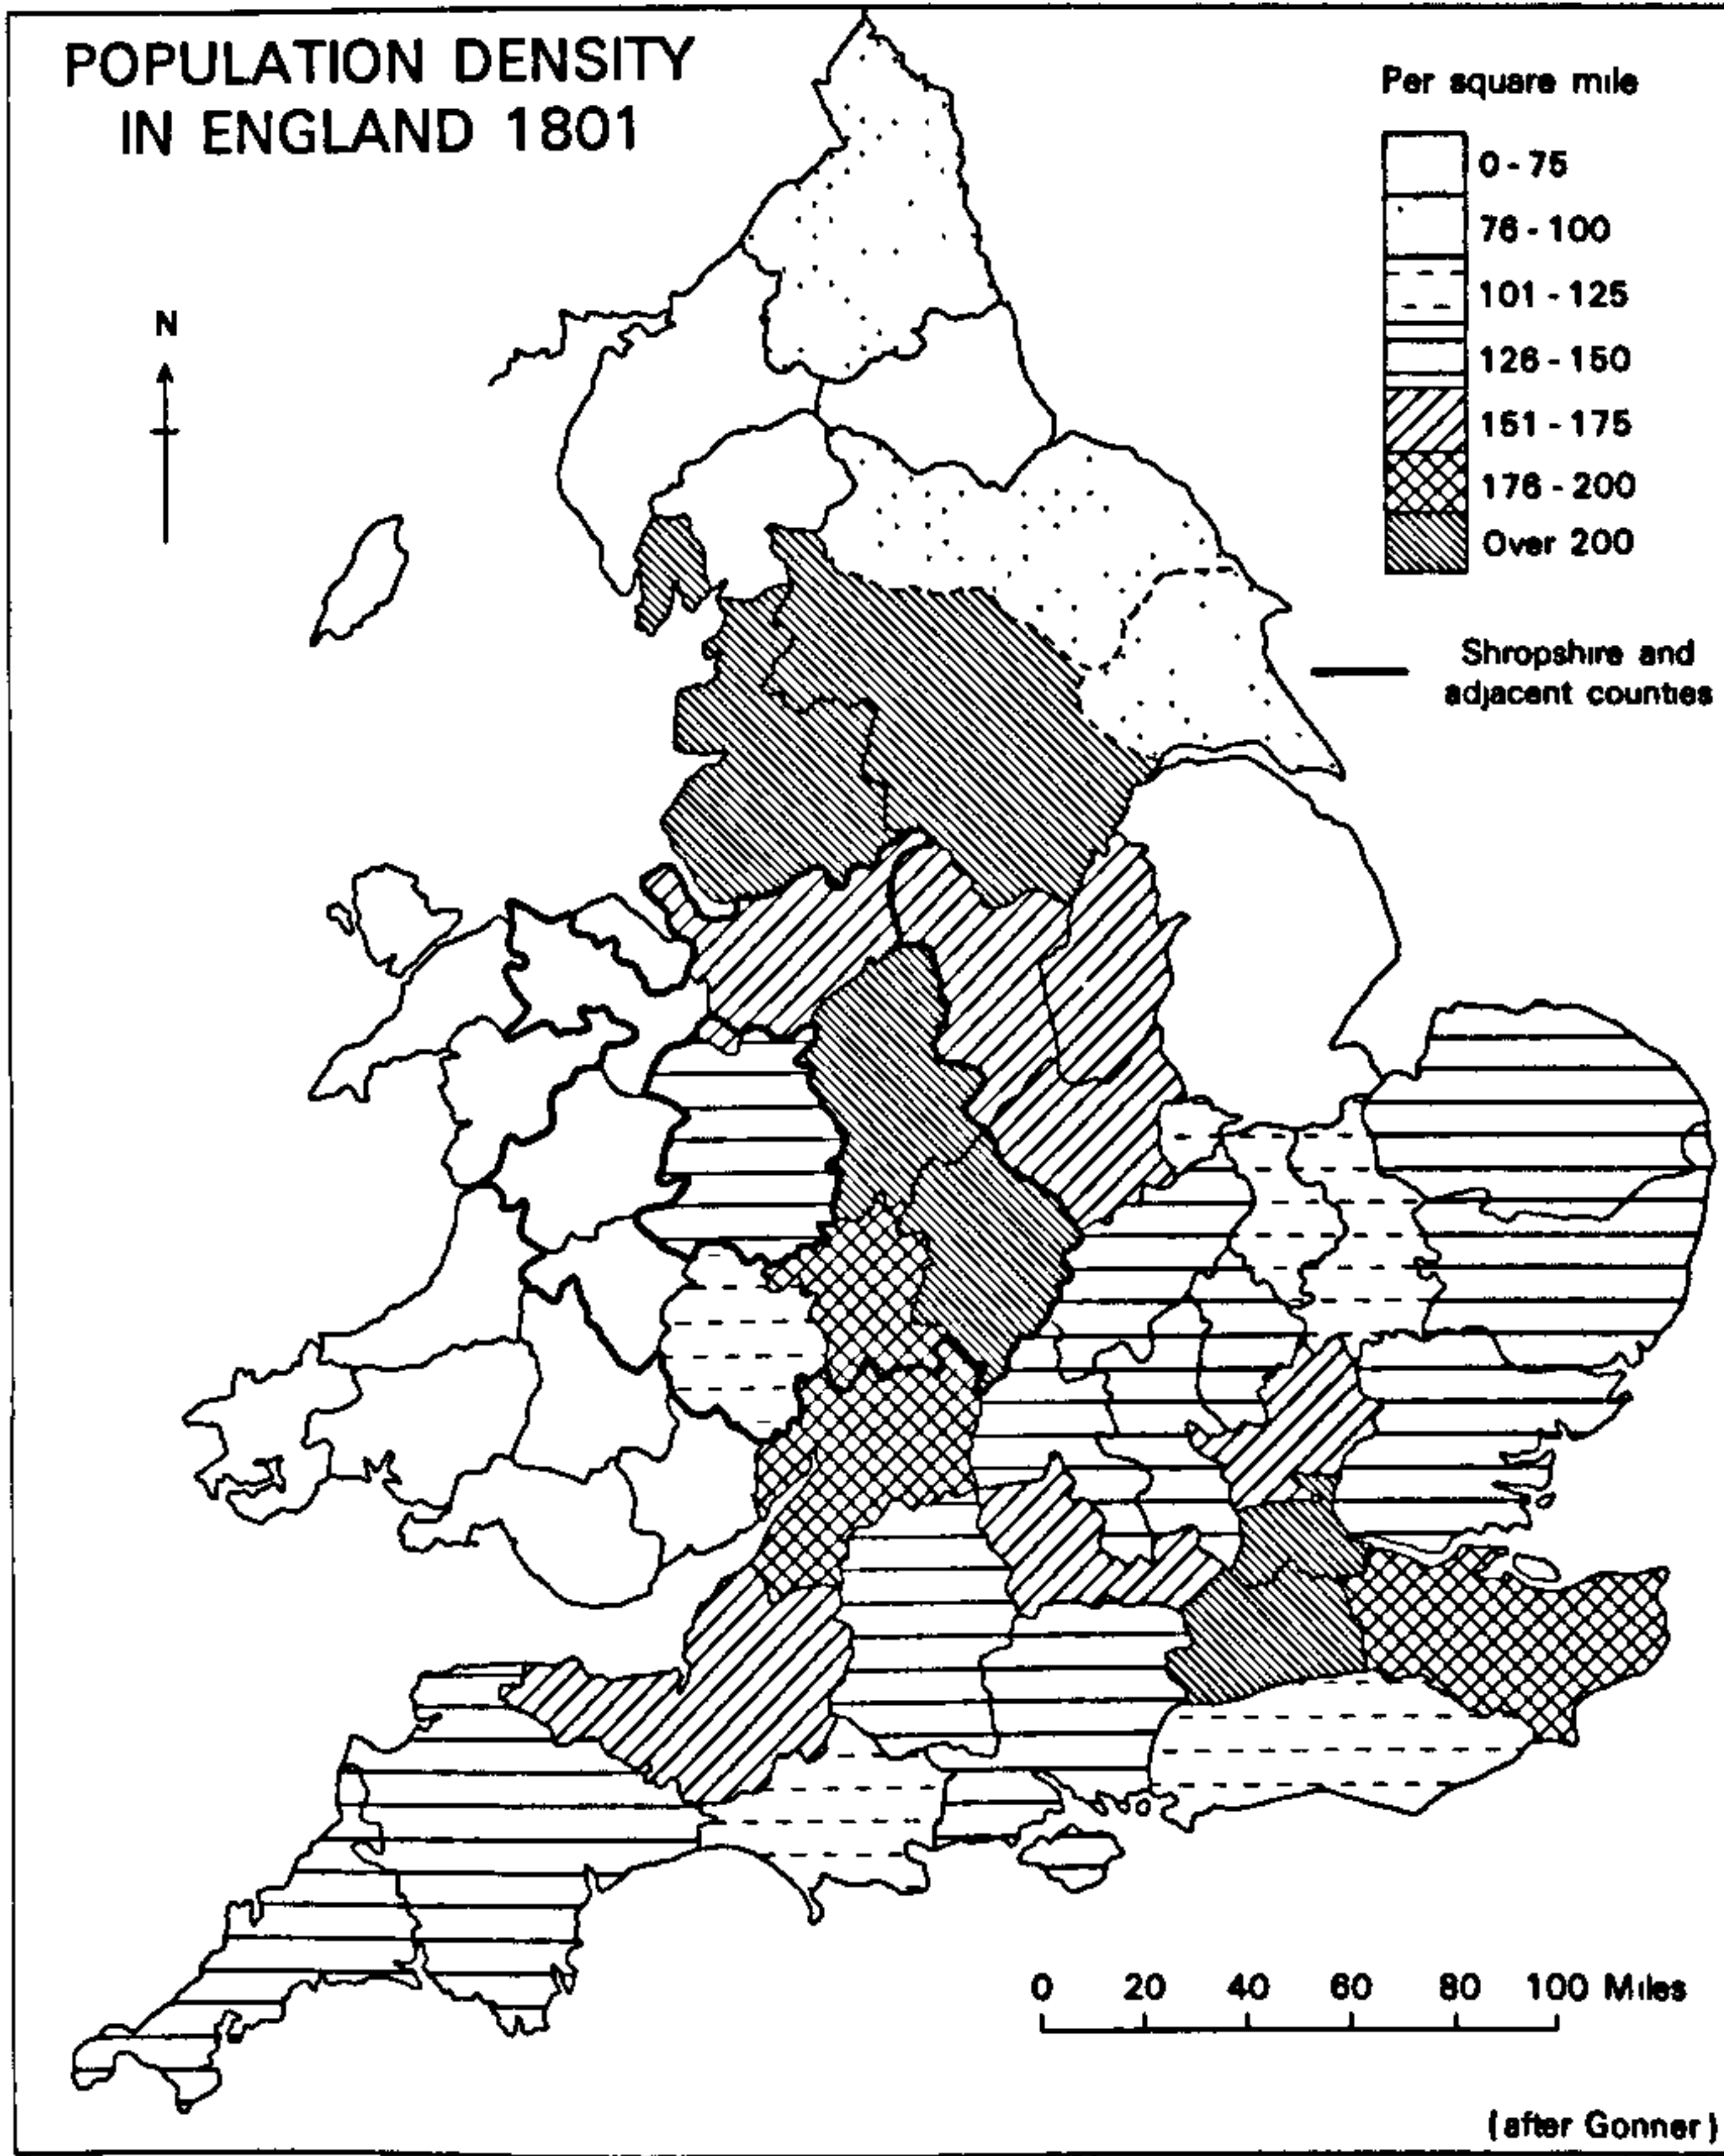 POPULATION DENSITY
IN ENGLAND 1801
Per square mile
0 - 75
76 - 100
101 - 125
126 - 150
151 - 175
176 - 200
Over 200
N
Shropshire and
adjacent counties
0 20 40 60 80 100 Miles
(after Gonner)